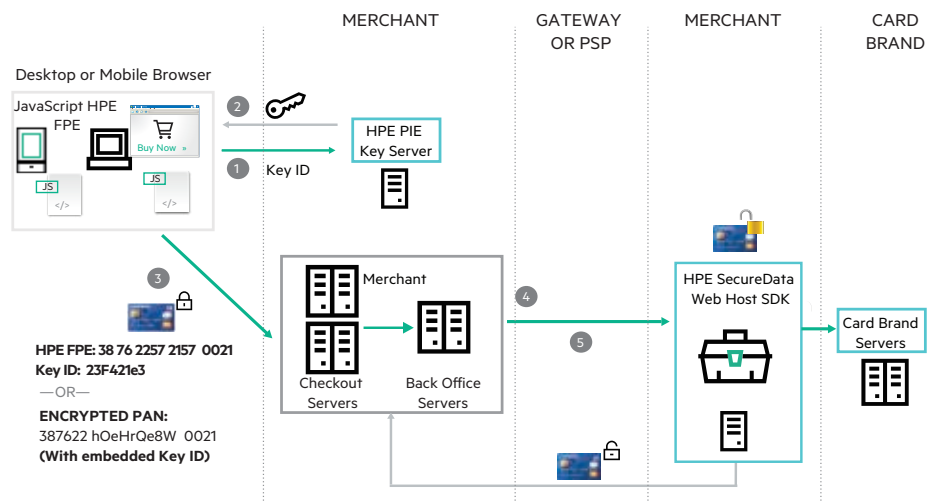 MERCHANT
GATEWAY
OR PSP
MERCHANT
CARD
BRAND
Desktop or Mobile Browser
JavaScript HPE
FPE
Buy Now
JS
</>
JS
</>
2
1
Key ID
HPE PIE
Key Server
3
HPE FPE: 38 76 2257 2157 0021
Key ID: 23F421e3
—OR—
ENCRYPTED PAN:
387622 hOeHrQe8W 0021
(With embedded Key ID)
Merchant
Checkout
Servers
Back Office
Servers
4
5
HPE SecureData
Web Host SDK
Card Brand
Servers